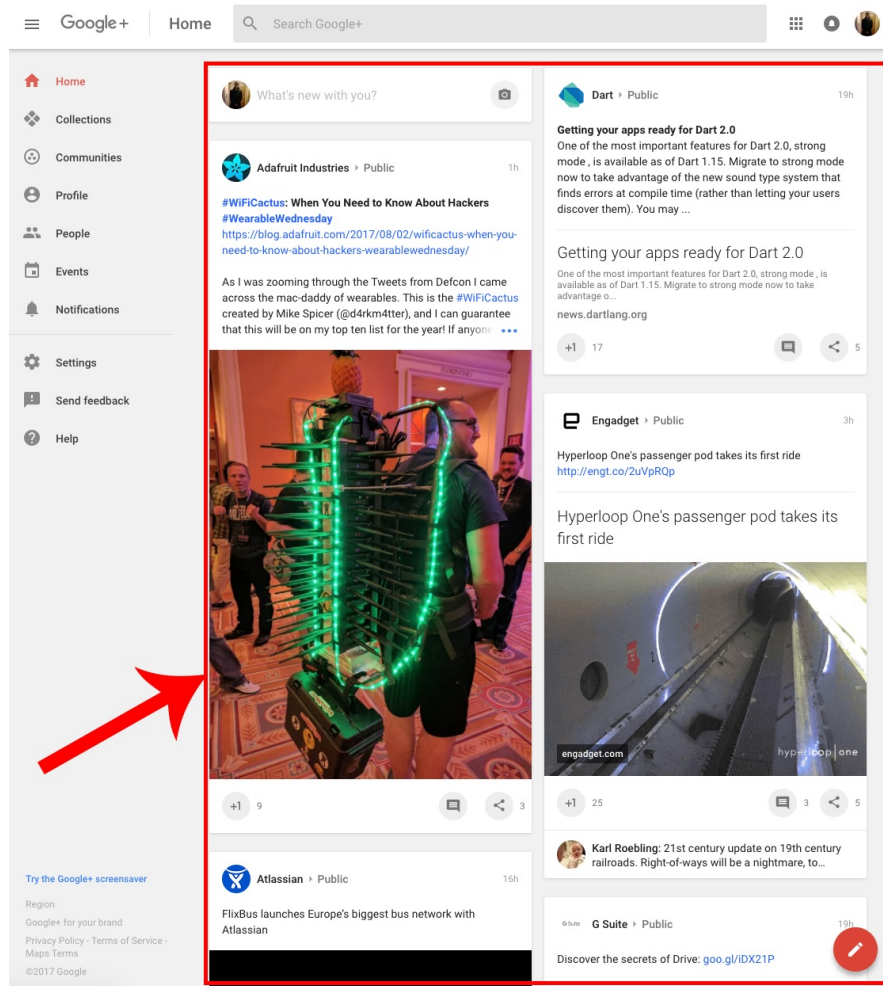 Google+
Home
Search Google+
Home
Collections
Communities
Profile
People
Events
Notifications
Settings
Send feedback
Help
Try the Google+ screensaver
Region
Google+ for your brand
Privacy Policy - Terms of Service -
Maps Terms
©2017 Google
What's new with you?
Adafruit Industries Public
1h
#WiFiCactus: When You Need to Know About Hackers
#WearableWednesday
https://blog.adafruit.com/2017/08/02/wificactus-when-you-
need-to-know-about-hackers-wearablewednesday/
As I was zooming through the Tweets from Defcon I came
across the mac-daddy of wearables. This is the #WiFiCactus
created by Mike Spicer (@d4rkm4tter), and I can guarantee
that this will be on my top ten list for the year! If anyone
+1 9
3
Atlassian Public
16h
FlixBus launches Europe's biggest bus network with
Atlassian
Dart Public
19h
Getting your apps ready for Dart 2.0
One of the most important features for Dart 2.0, strong
mode , is available as of Dart 1.15. Migrate to strong mode
now to take advantage of the new sound type system that
finds errors at compile time (rather than letting your users
discover them). You may ...
Getting your apps ready for Dart 2.0
One of the most important features for Dart 2.0, strong mode , is
available as of Dart 1.15. Migrate to strong mode now to take
advantage o...
news.dartlang.org
+1 17
5
Engadget Public
3h
Hyperloop One's passenger pod takes its first ride
http://engt.co/2uVpRQp
Hyperloop One's passenger pod takes its
first ride
engadget.com
hyperloop one
+1 25
3 5
Karl Roebling: 21st century update on 19th century
railroads. Right-of-ways will be a nightmare, to...
G Suite
G Suite Public
19h
Discover the secrets of Drive: goo.gl/iDX21P